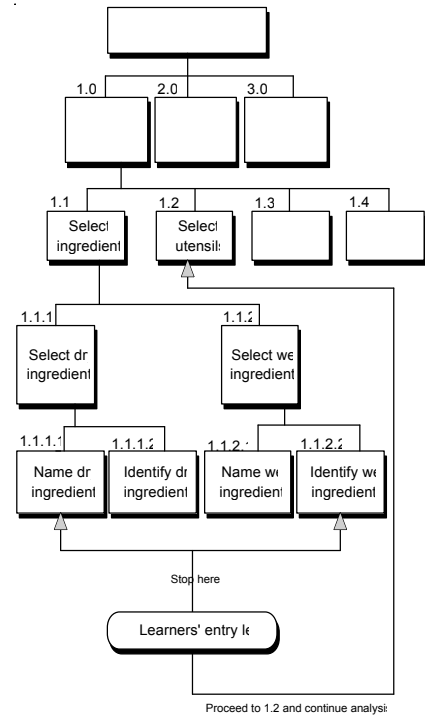 1.0 2.0 3.0
1.1 1.2 1.3 1.4
Select
ingredient
Select
utensil
1.1.1 1.1.2
Select dr
ingredient
Select we
ingredient
1.1.1.1 1.1.1.2 1.1.2. 1.1.2.2
Name dr
ingredient
Identify dr
ingredient
Name we
ingredient
Identify we
ingredient
Stop here
Learners' entry le
Proceed to 1.2 and continue analysi